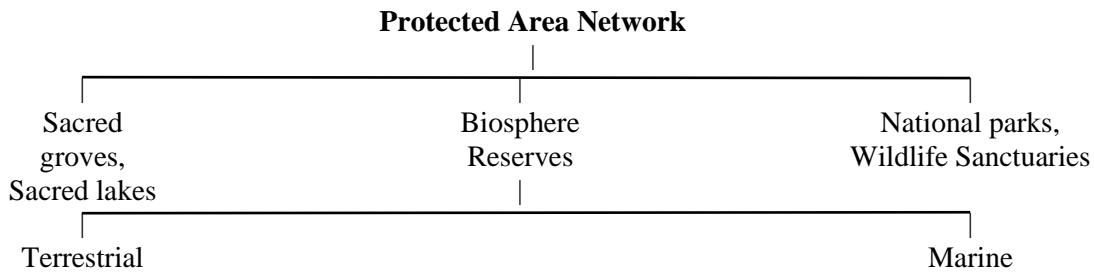 Protected Area Network
Sacred
groves,
Sacred lakes
Biosphere
Reserves
National parks,
Wildlife Sanctuaries
Terrestrial
Marine